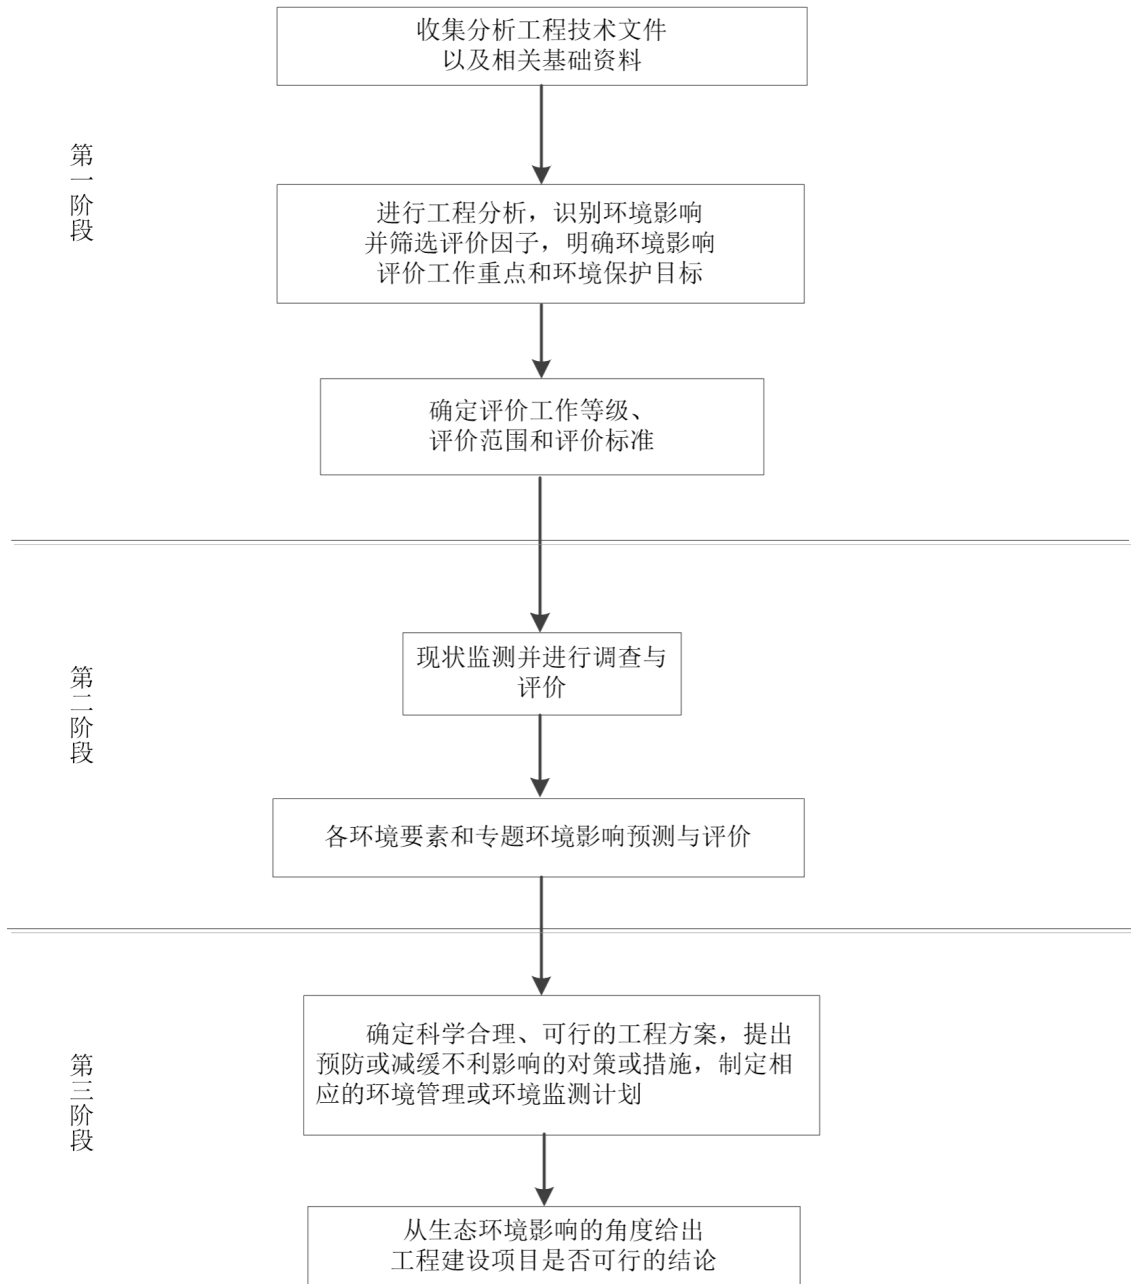 收集分析工程技术文件
以及相关基础资料
第一阶段
进行工程分析，识别环境影响
并筛选评价因子，明确环境影响
评价工作重点和环境保护目标
确定评价工作等级、
评价范围和评价标准
现状监测并进行调查与
评价
第二阶段
各环境要素和专题环境影响预测与评价
确定科学合理、可行的工程方案，提出
预防或减缓不利影响的对策或措施，制定相
应的环境管理或环境监测计划
第三阶段
从生态环境影响的角度给出
工程建设项目是否可行的结论